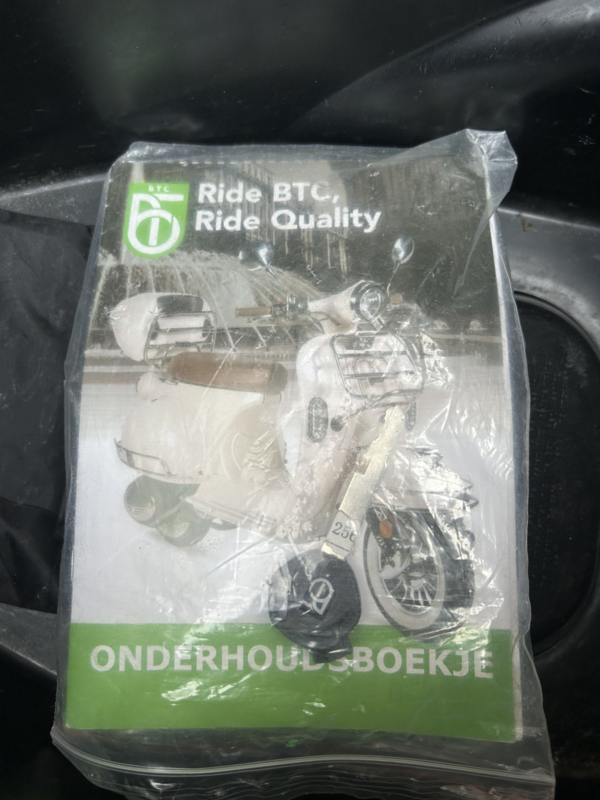 BTC
Ride BTC,
Ride Quality
ONDERHOUDSBOEKJE